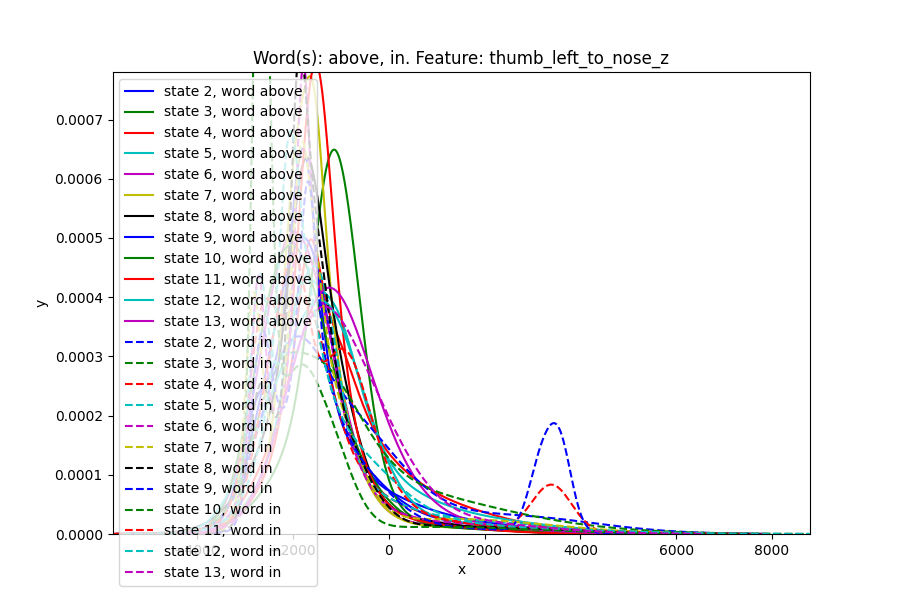 Word(s): above, in. Feature: thumb_left_to_nose_z
y
0.0007
0.0006
0.0005
0.0004
0.0003
0.0002
0.0001
0.0000
state 2, word above
state 3, word above
state 4, word above
state 5, word above
state 6, word above
state 7, word above
state 8, word above
state 9, word above
state 10, word above
state 11, word above
state 12, word above
state 13, word above
state 2, word in
state 3, word in
state 4, word in
state 5, word in
state 6, word in
state 7, word in
state 8, word in
state 9, word in
state 10, word in
state 11, word in
state 12, word in
state 13, word in
0
2000
4000
6000
8000
x